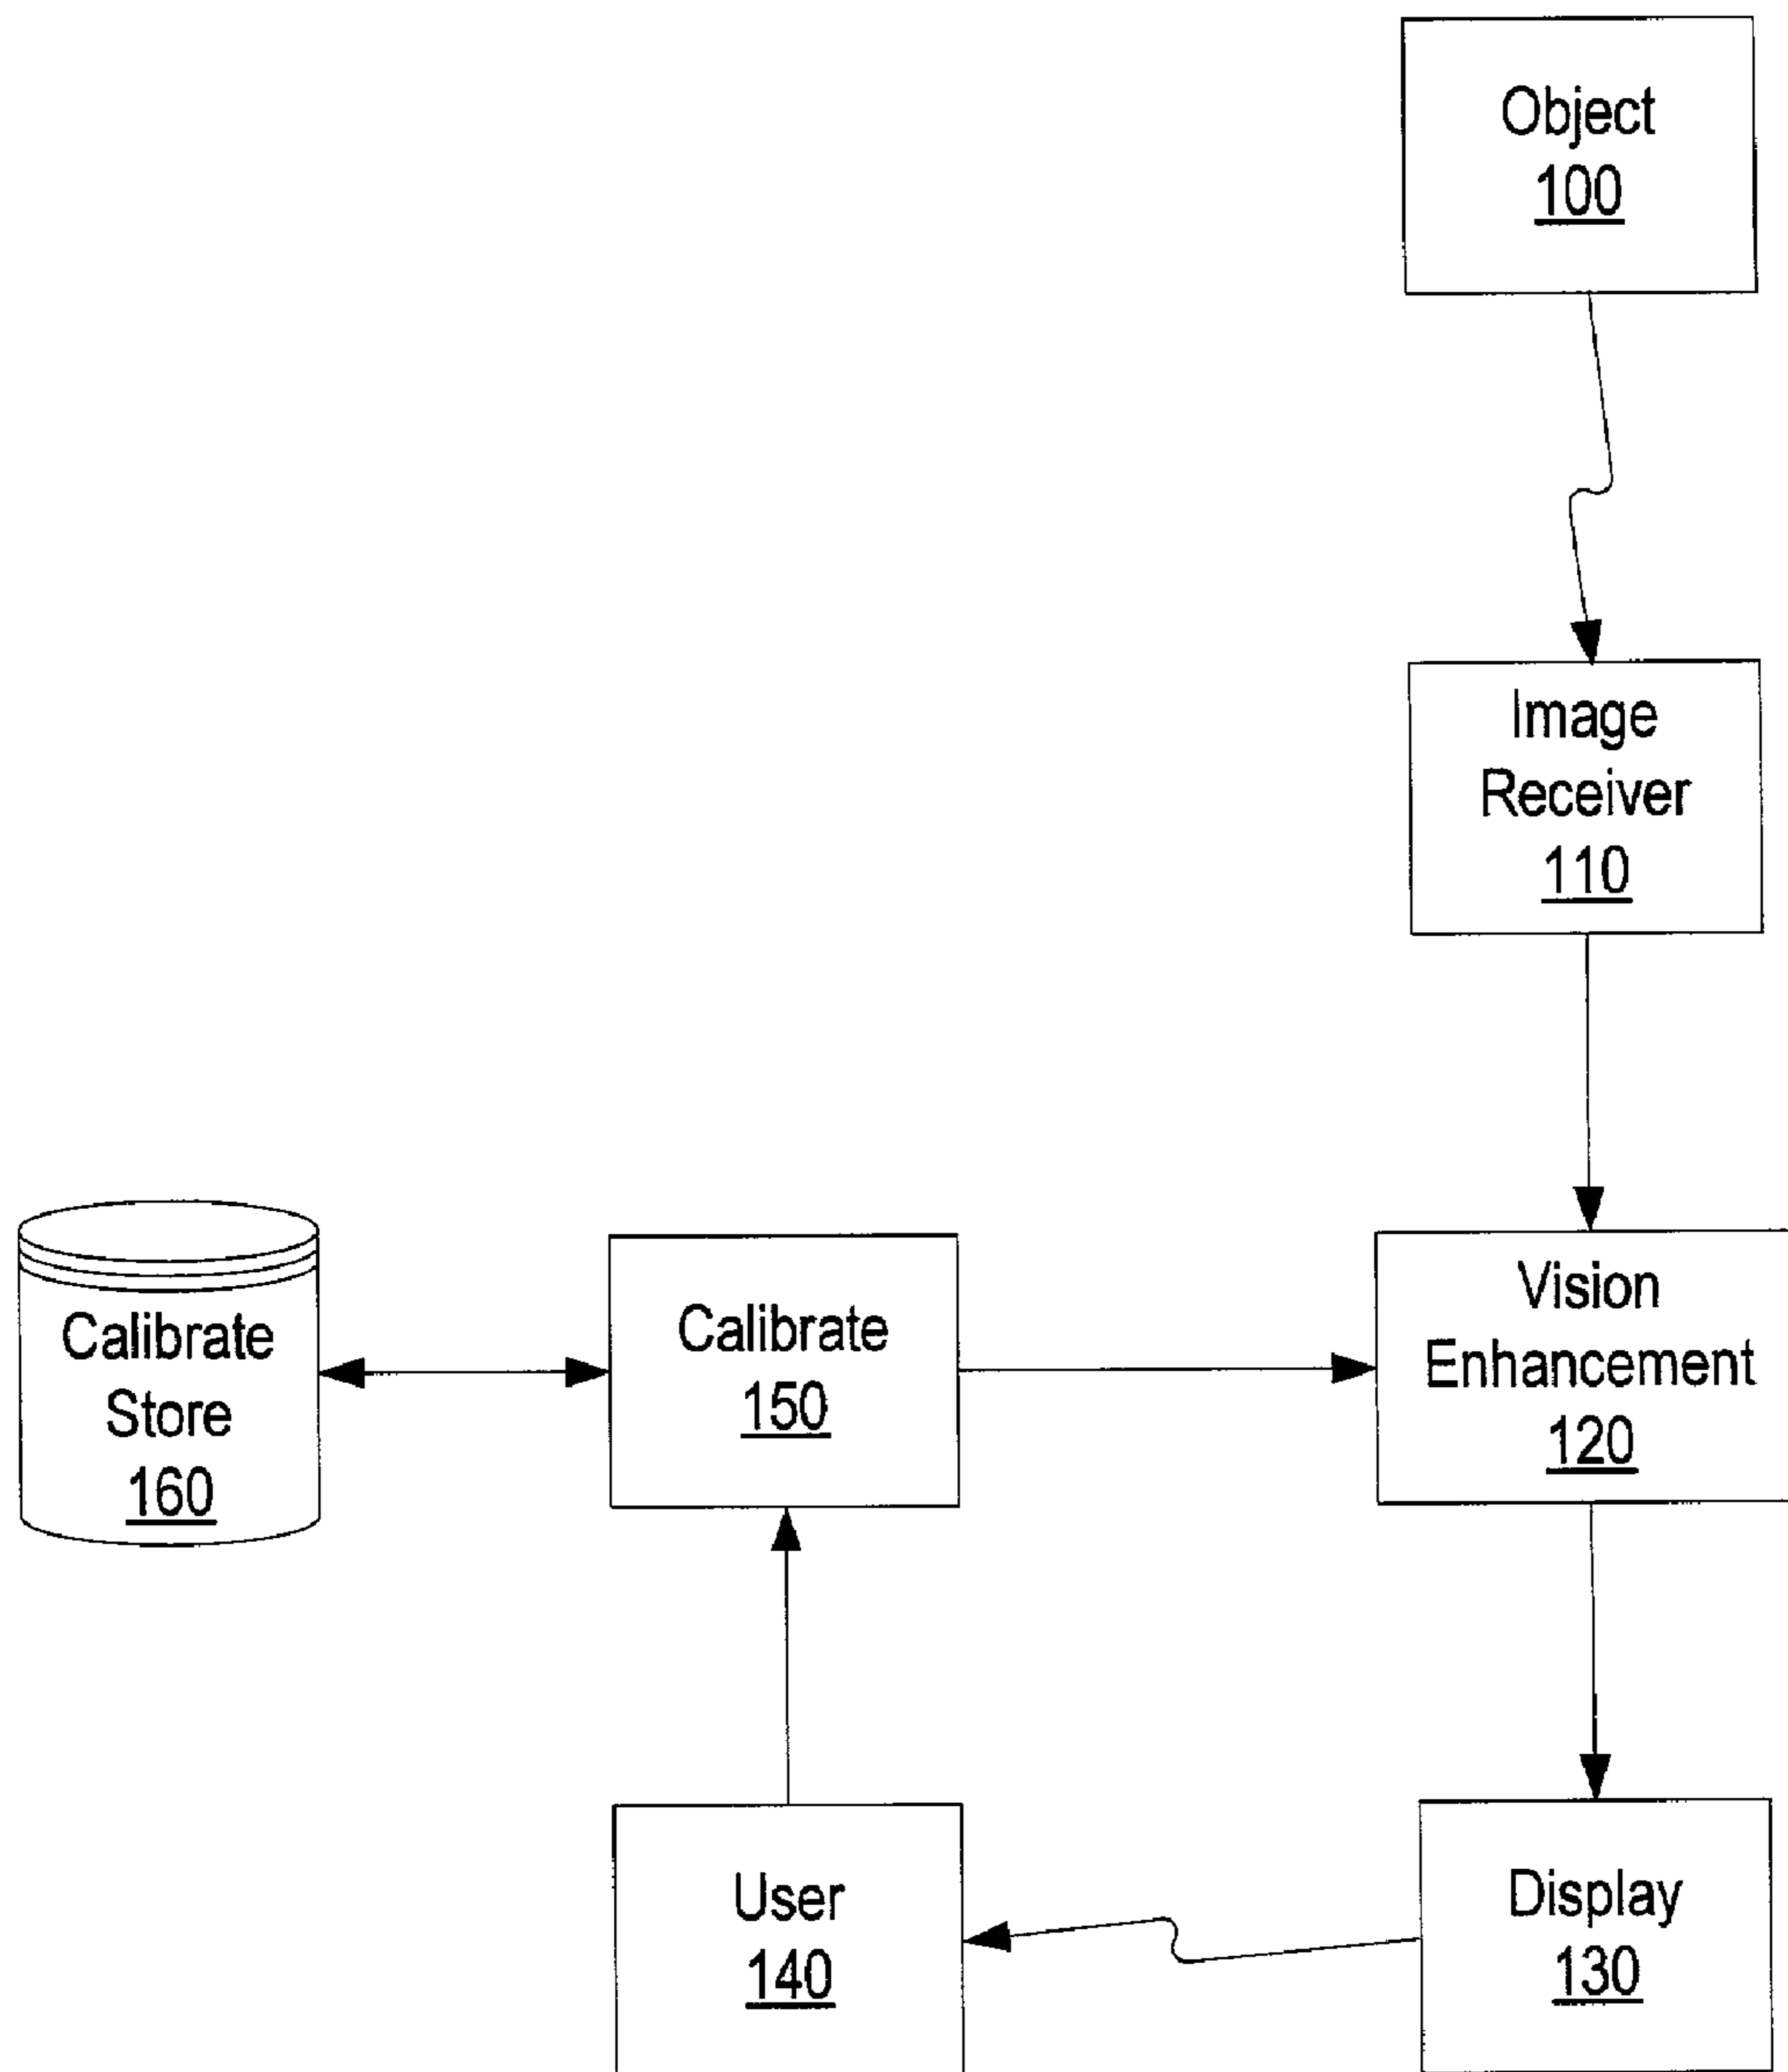 Object
100
Image
Receiver
110
Vision
Enhancement
120
Calibrate
150
Calibrate
Store
160
User
140
Display
130